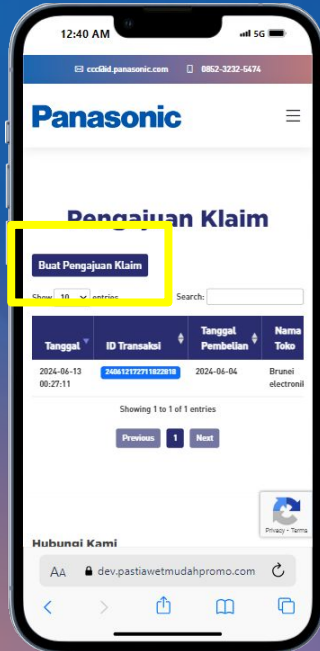 12:40 AM 5G
ccc@id.panasonic.com 0852-3232-5474
Panasonic
Pengajuan Klaim
Buat Pengajuan Klaim
Show 10 entries Search:
Tanggal ID Transaksi Tanggal Pembelian Nama Toko
2024-06-13 00:27:11 240612172711822818 2024-06-04 Brunei electronil
Showing 1 to 1 of 1 entries
Previous 1 Next
Privacy - Terms
Hubungi Kami
AA dev.pastiawetmudahpromo.com